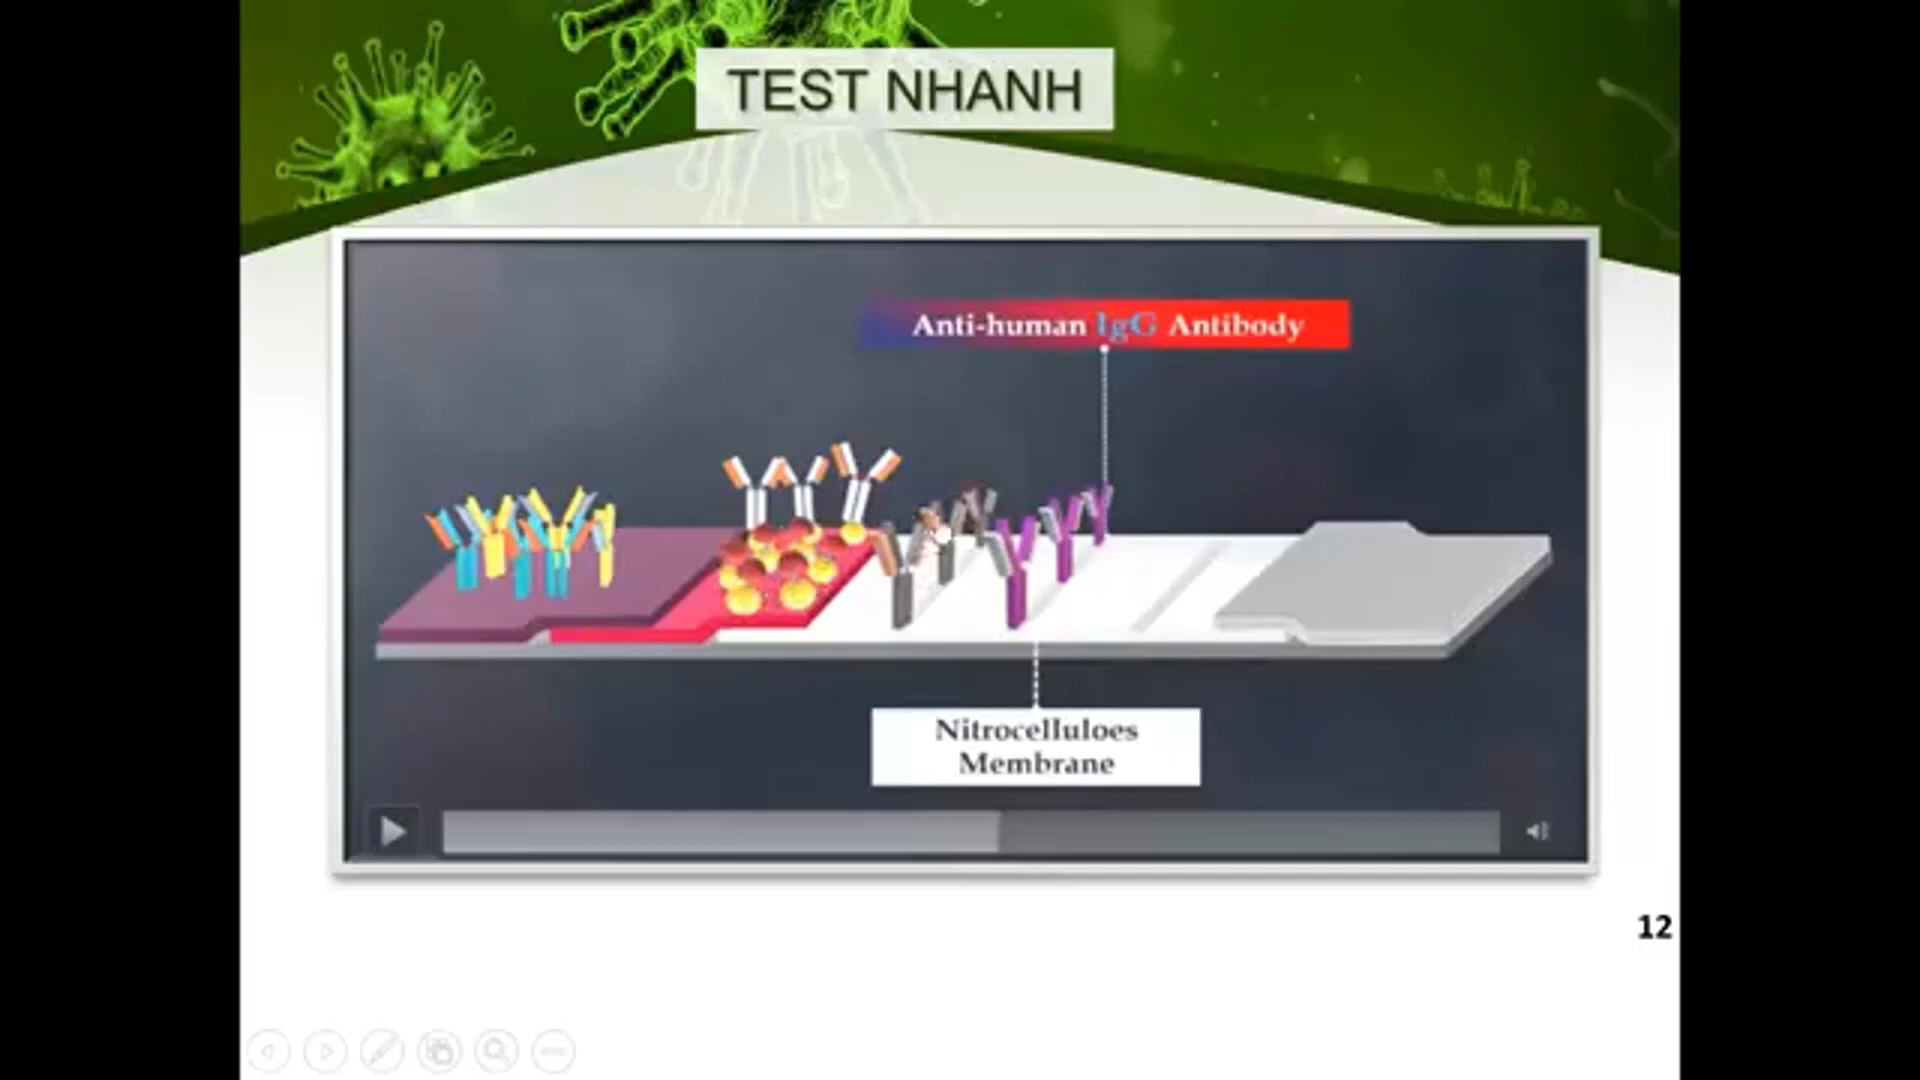 TEST NHANH
Anti-human IgG Antibody
Nitrocelluloes
Membrane
12